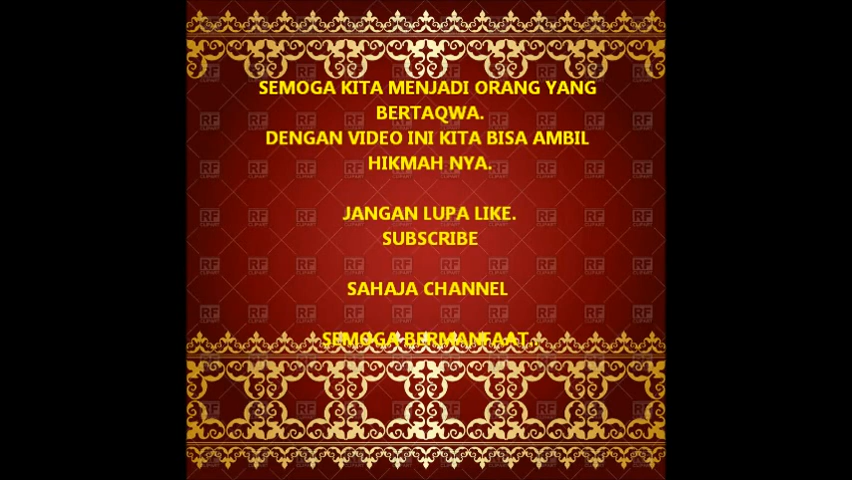 SEMOGA KITA MENJADI ORANG YANG
BERTAQWA.
DENGAN VIDEO INI KITA BISA AMBIL
HIKMAH NYA.
JANGAN LUPA LIKE.
SUBSCRIBE
SAHAJA CHANNEL
SEMOGA BERMANFAAT..